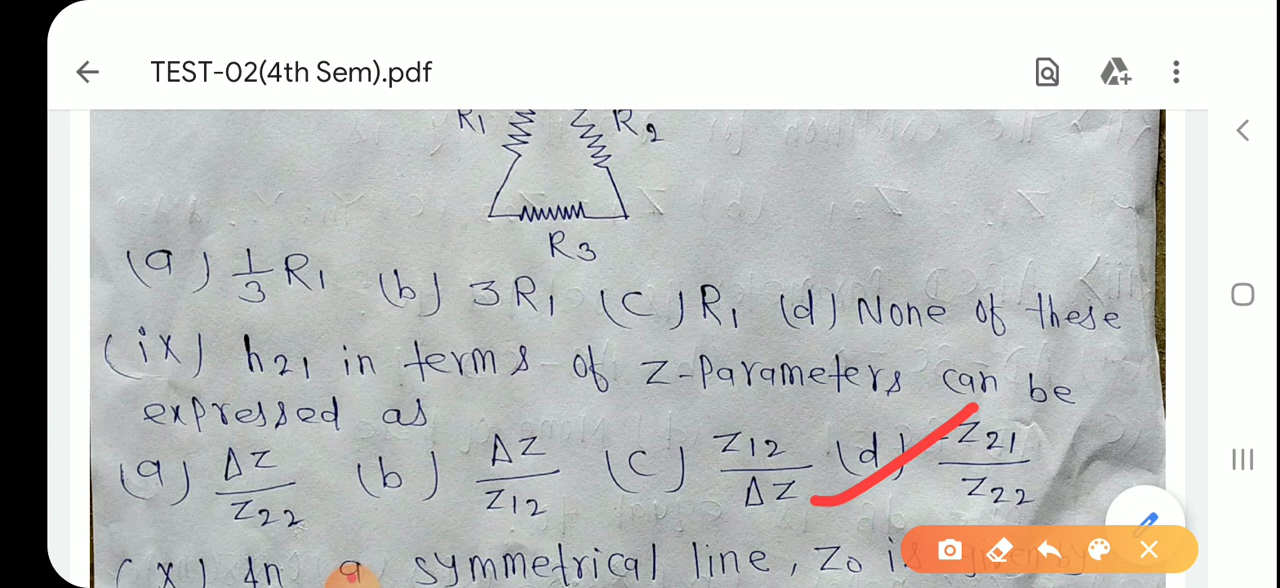 TEST-02(4th Sem).pdf
R1 R2
R3
(a) 1/3 R1 (b) 3R1 (c) R1 (d) None of these
(ix) h21 in terms of Z-Parameters can be
expressed as
(a) ΔZ/Z22 (b) ΔZ/Z12 (c) Z12/ΔZ (d) -Z21/Z22
(x) In a symmetrical line, Z0 is